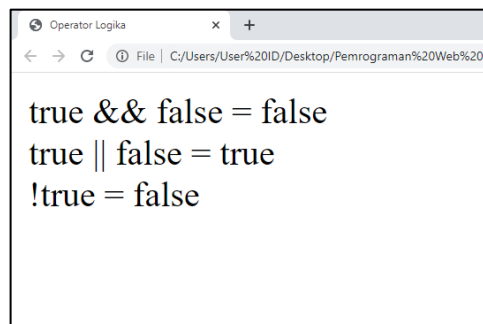 Operator Logika
File | C:/Users/User%20ID/Desktop/Pemrograman%20Web%20
true && false = false
true || false = true
!true = false